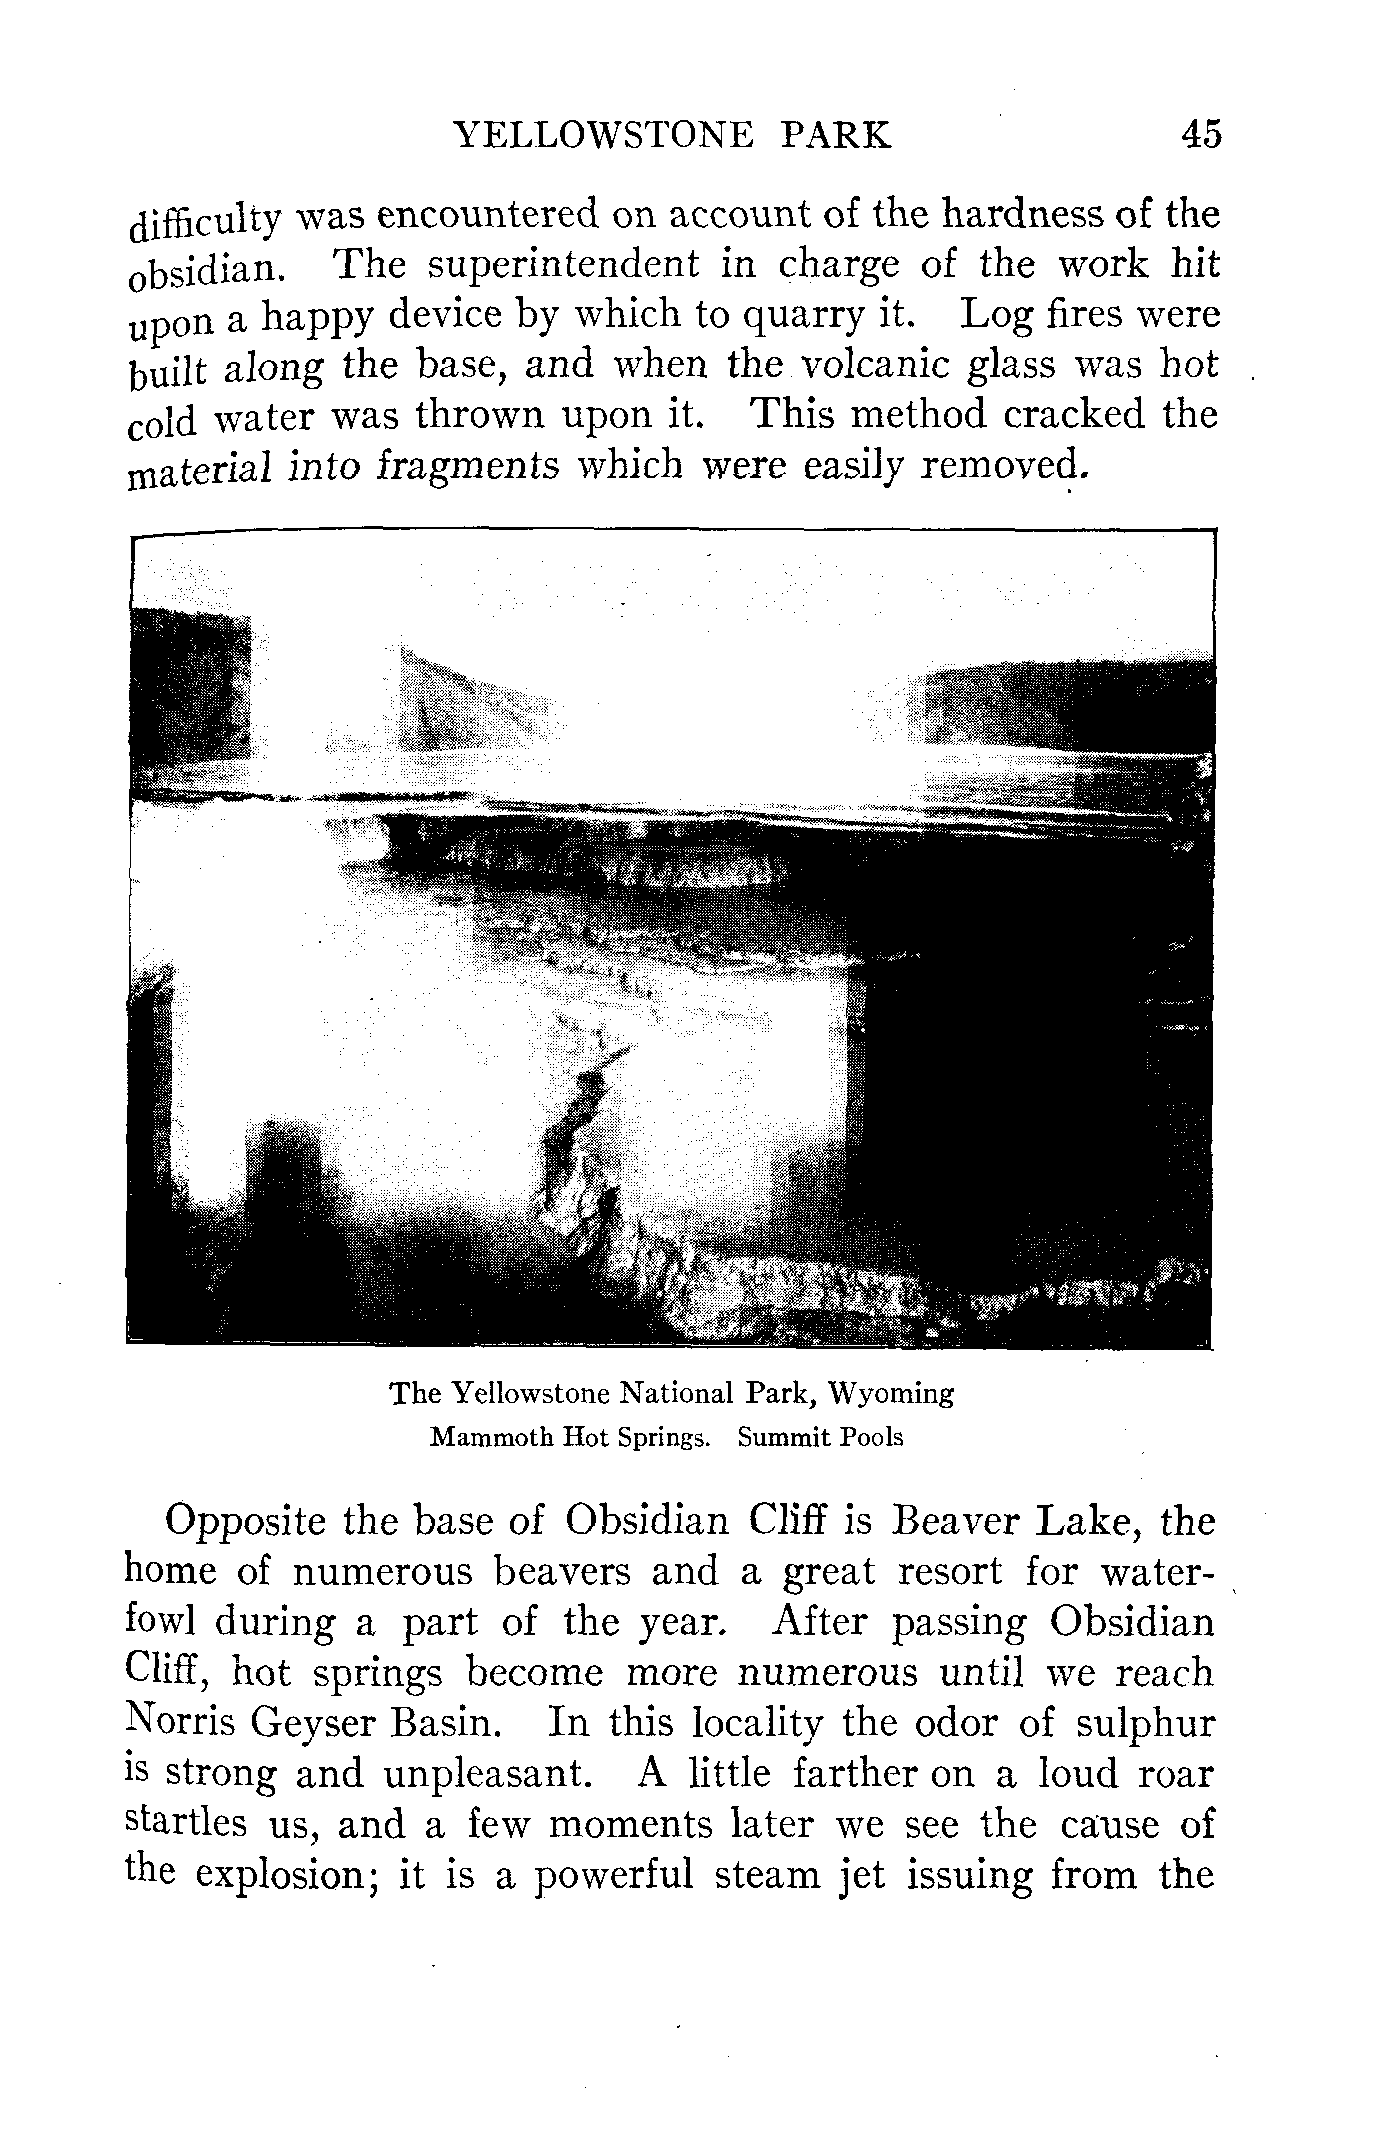 YELLOWSTONE PARK 45
difficulty was encountered on account of the hardness of the
obsidian. The superintendent in charge of the work hit
upon a happy device by which to quarry it. Log fires were
built along the base, and when the volcanic glass was hot
cold water was thrown upon it. This method cracked the
material into fragments which were easily removed.
The Yellowstone National Park, Wyoming
Mammoth Hot Springs. Summit Pools
Opposite the base of Obsidian Cliff is Beaver Lake, the
home of numerous beavers and a great resort for water-
fowl during a part of the year. After passing Obsidian
Cliff, hot springs become more numerous until we reach
Norris Geyser Basin. In this locality the odor of sulphur
is strong and unpleasant. A little farther on a loud roar
startles us, and a few moments later we see the cause of
the explosion; it is a powerful steam jet issuing from the